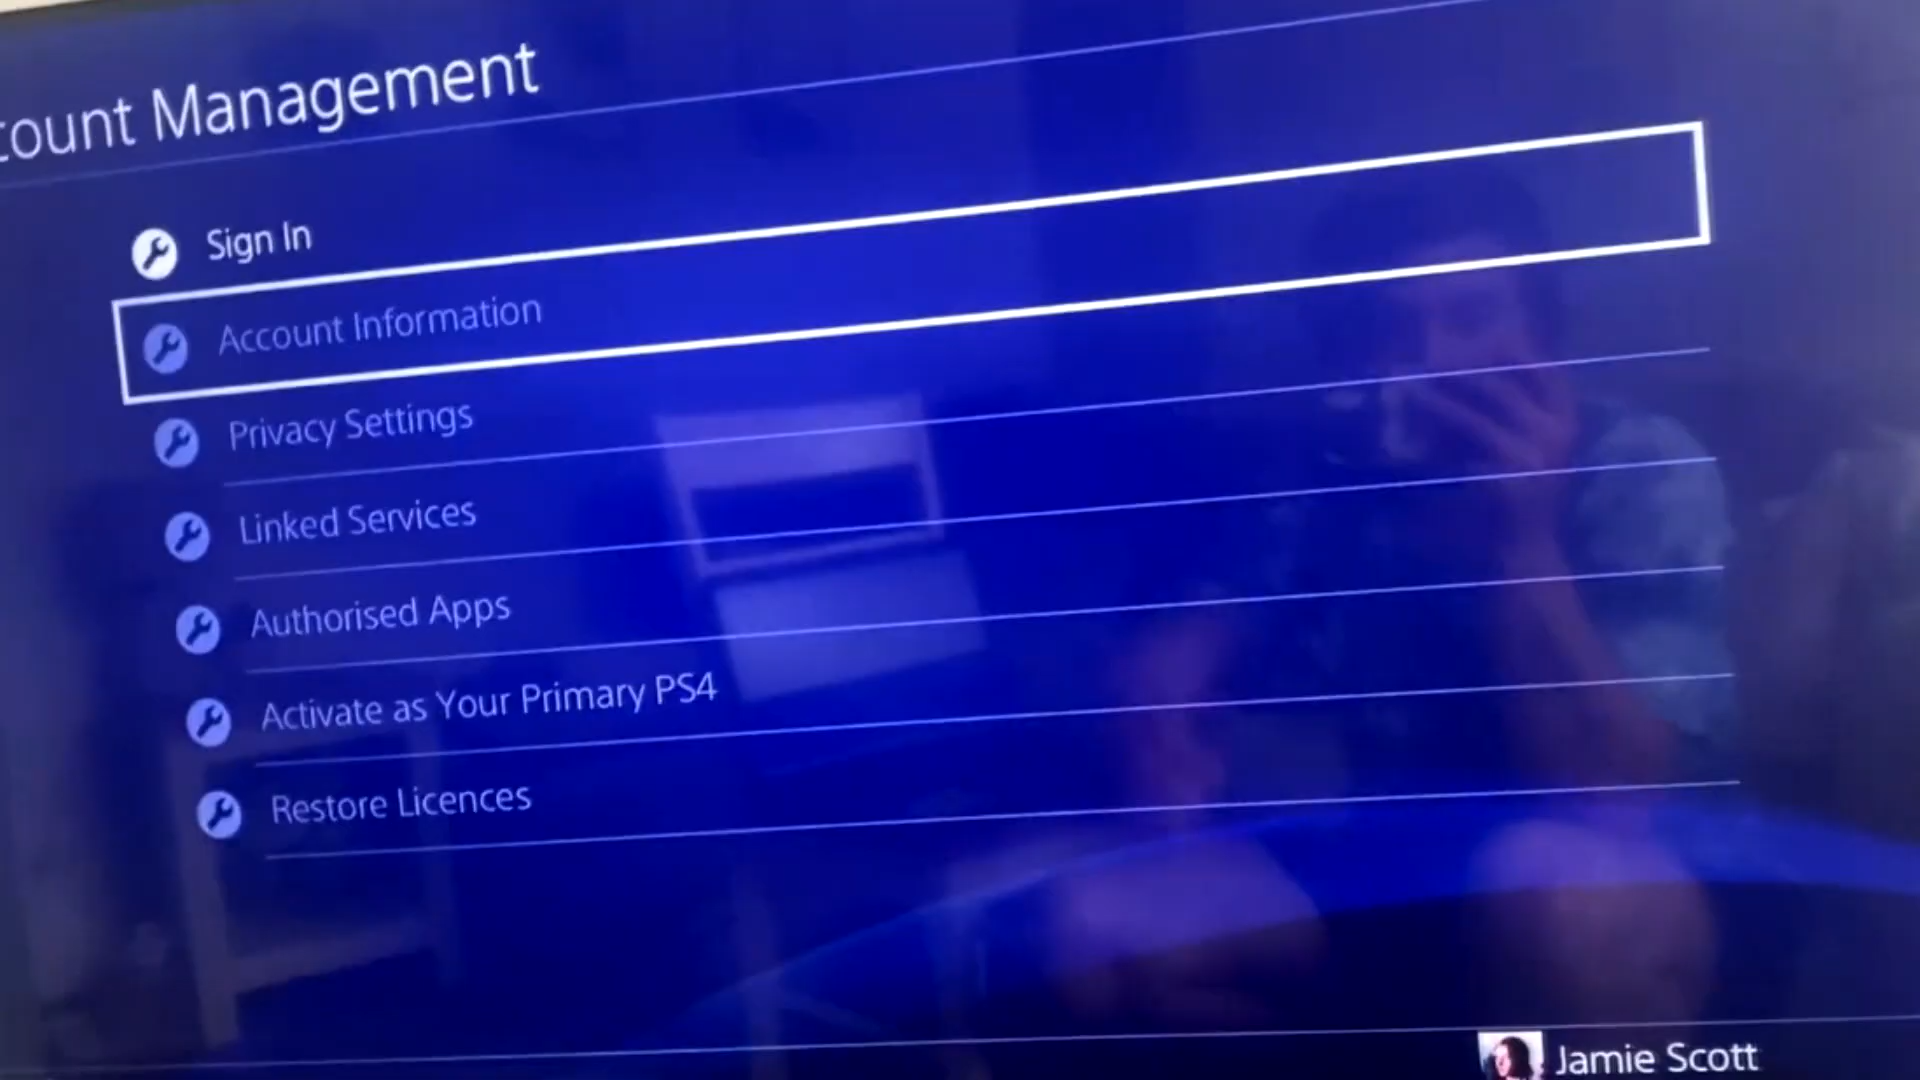 count Management
Sign In
Account Information
Privacy Settings
Linked Services
Authorised Apps
Activate as Your Primary PS4
Restore Licences
Jamie Scott